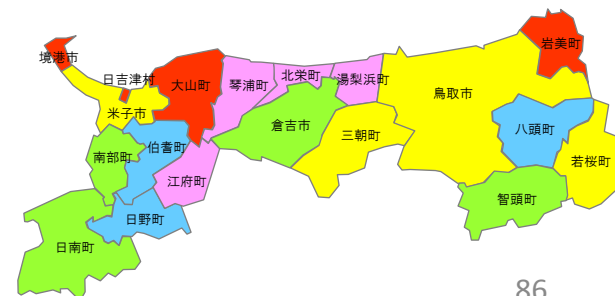 境港市
岩美町
日吉津村
大山町
琴浦町
北栄町
湯梨浜町
鳥取市
米子市
倉吉市
三朝町
八頭町
南部町
伯耆町
若桜町
江府町
智頭町
日野町
日南町
86